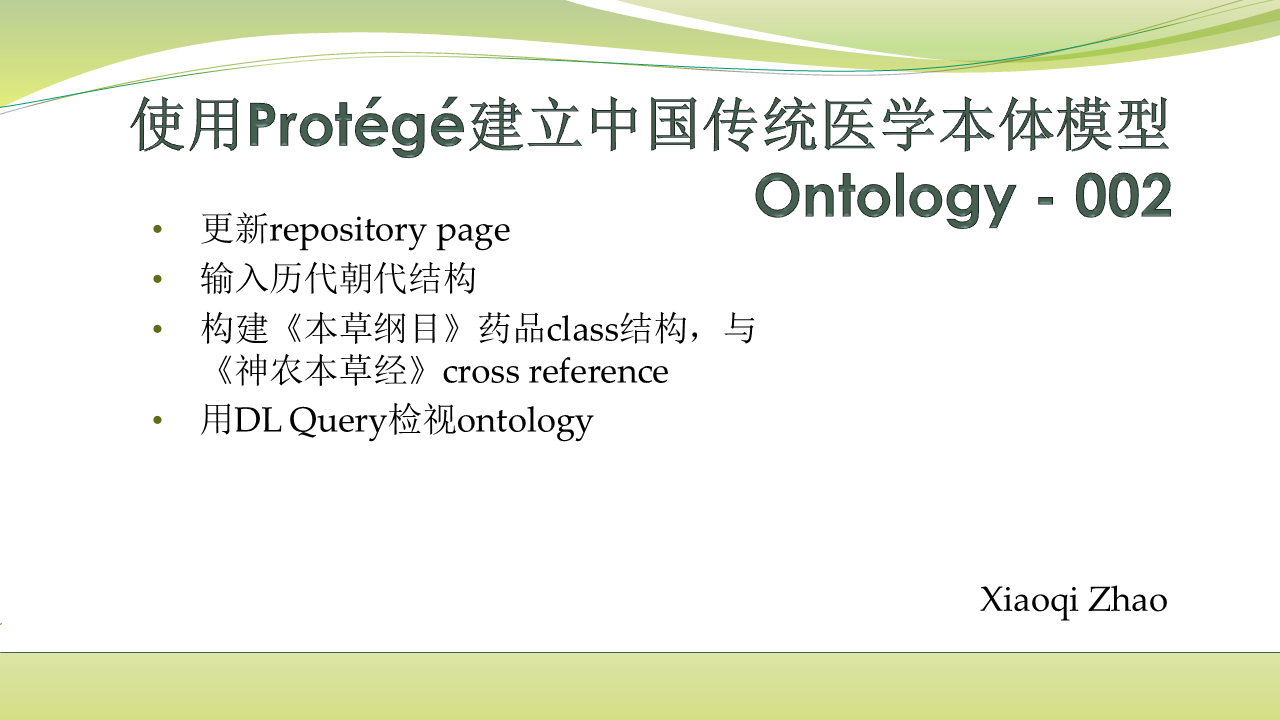 使用Protégé建立中国传统医学本体模型
Ontology - 002
• 更新repository page
• 输入历代朝代结构
• 构建《本草纲目》药品class结构，与
《神农本草经》cross reference
• 用DL Query检视ontology
Xiaoqi Zhao